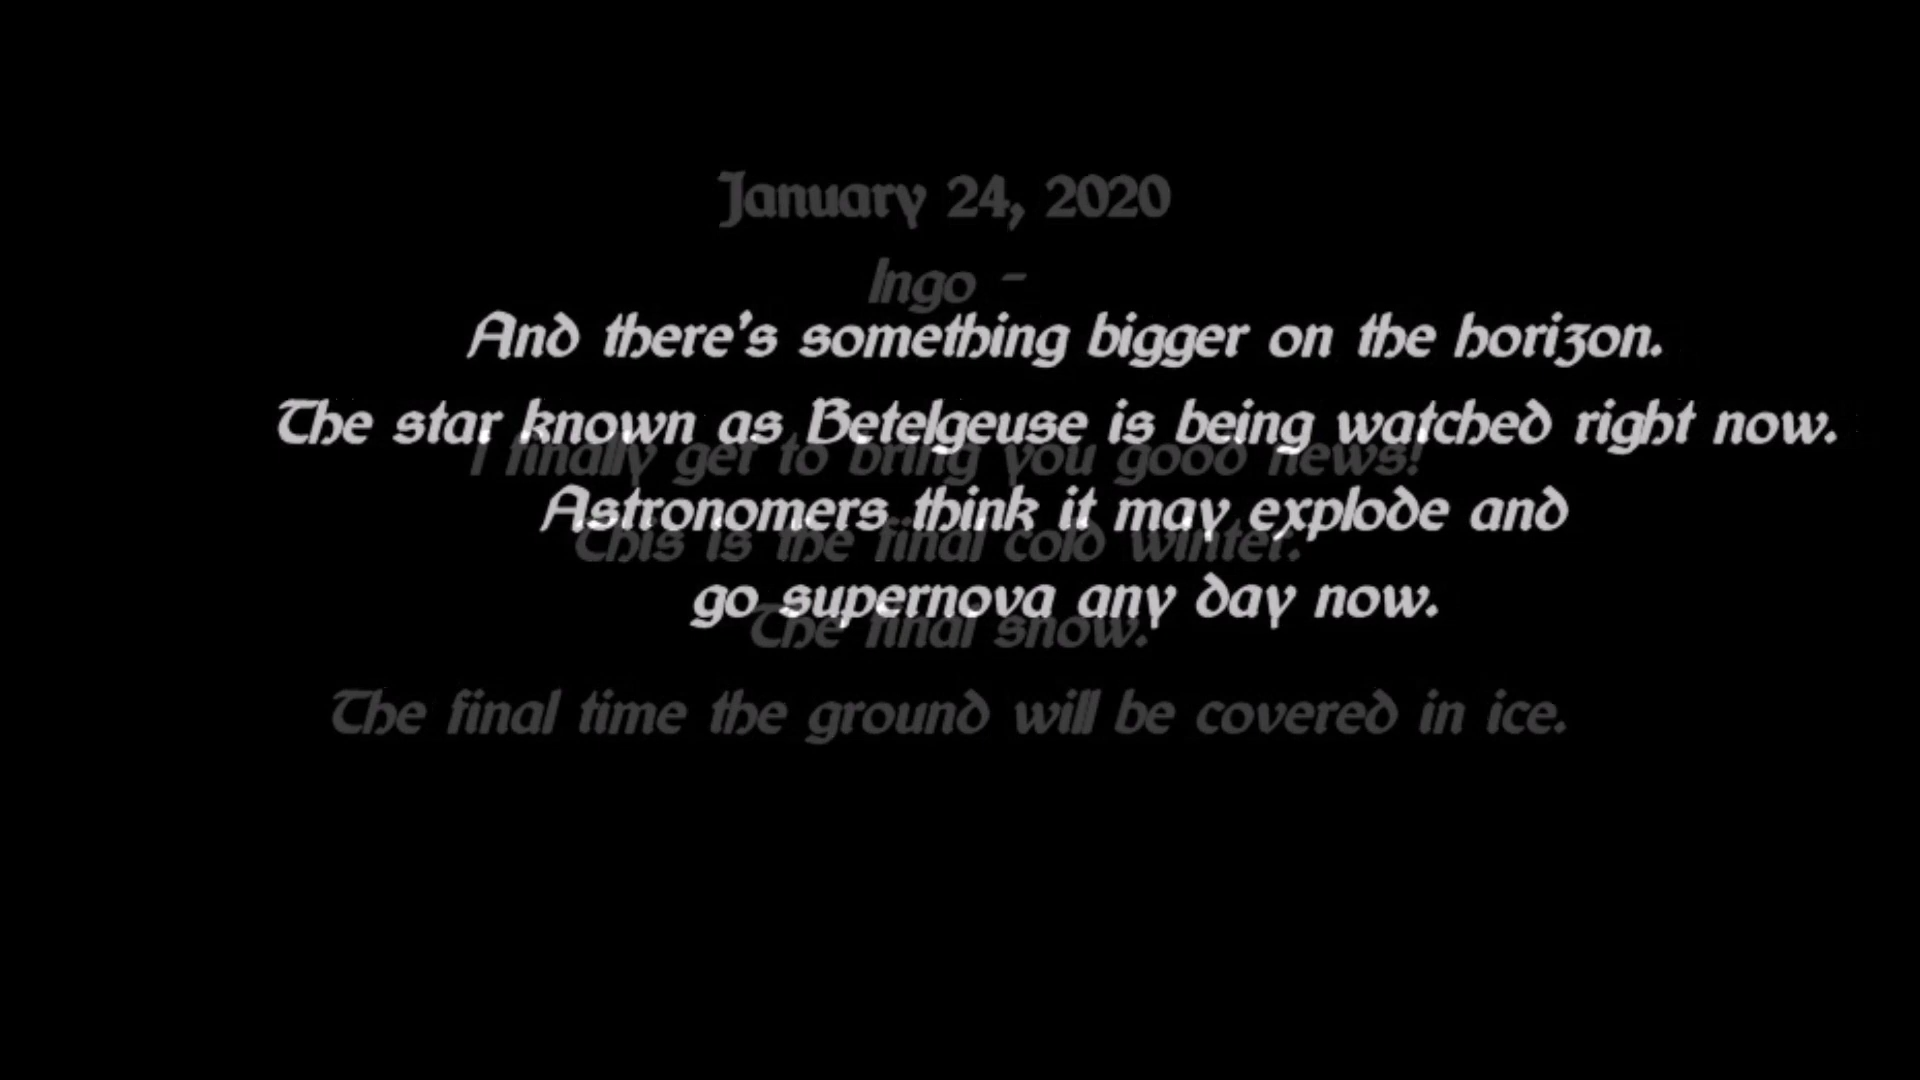 January 24, 2020
Ingo -
And there's something bigger on the horizon.
The star known as Betelgeuse is being watched right now.
I finally get to bring you good news!
Astronomers think it may explode and
This is the final cold winter.
go supernova any day now.
The final snow.
The final time the ground will be covered in ice.